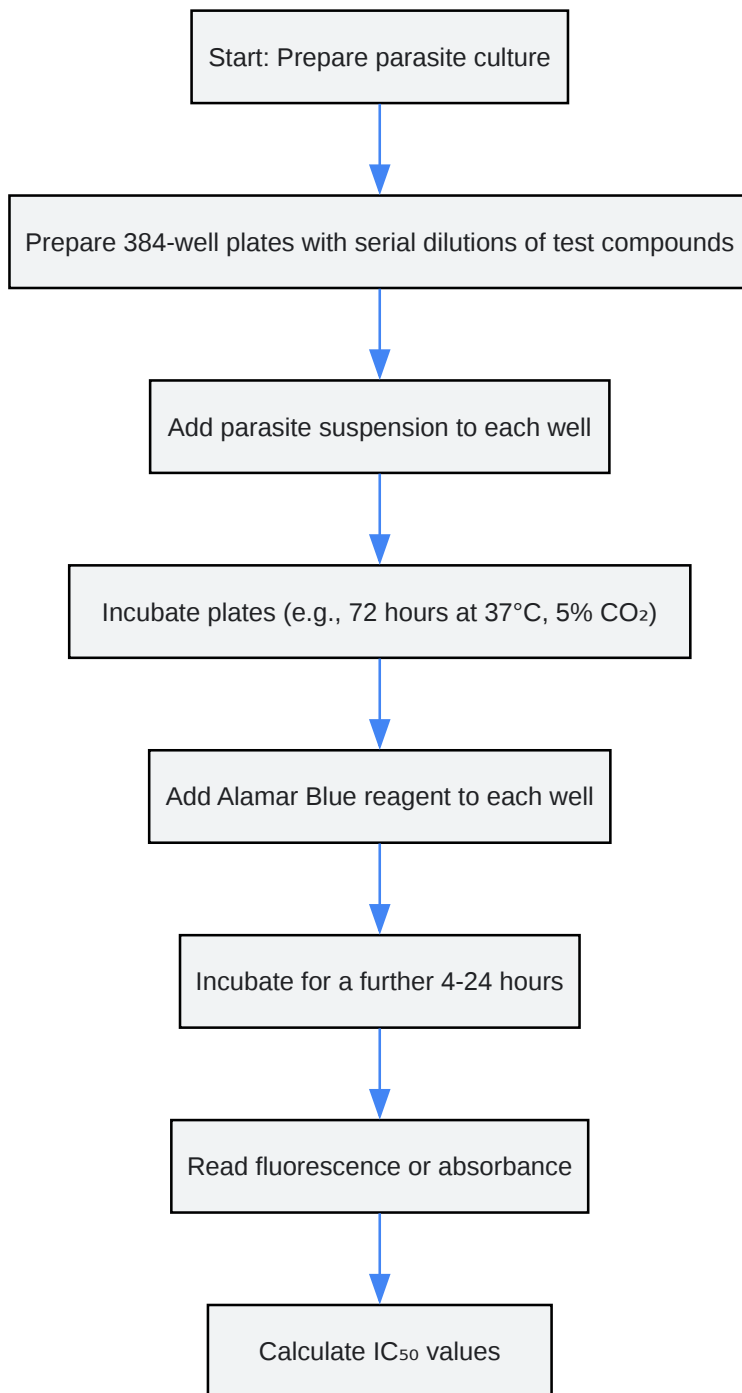 Start: Prepare parasite culture
Prepare 384-well plates with serial dilutions of test compounds
Add parasite suspension to each well
Incubate plates (e.g., 72 hours at 37°C, 5% CO₂)
Add Alamar Blue reagent to each well
Incubate for a further 4-24 hours
Read fluorescence or absorbance
Calculate IC₅₀ values